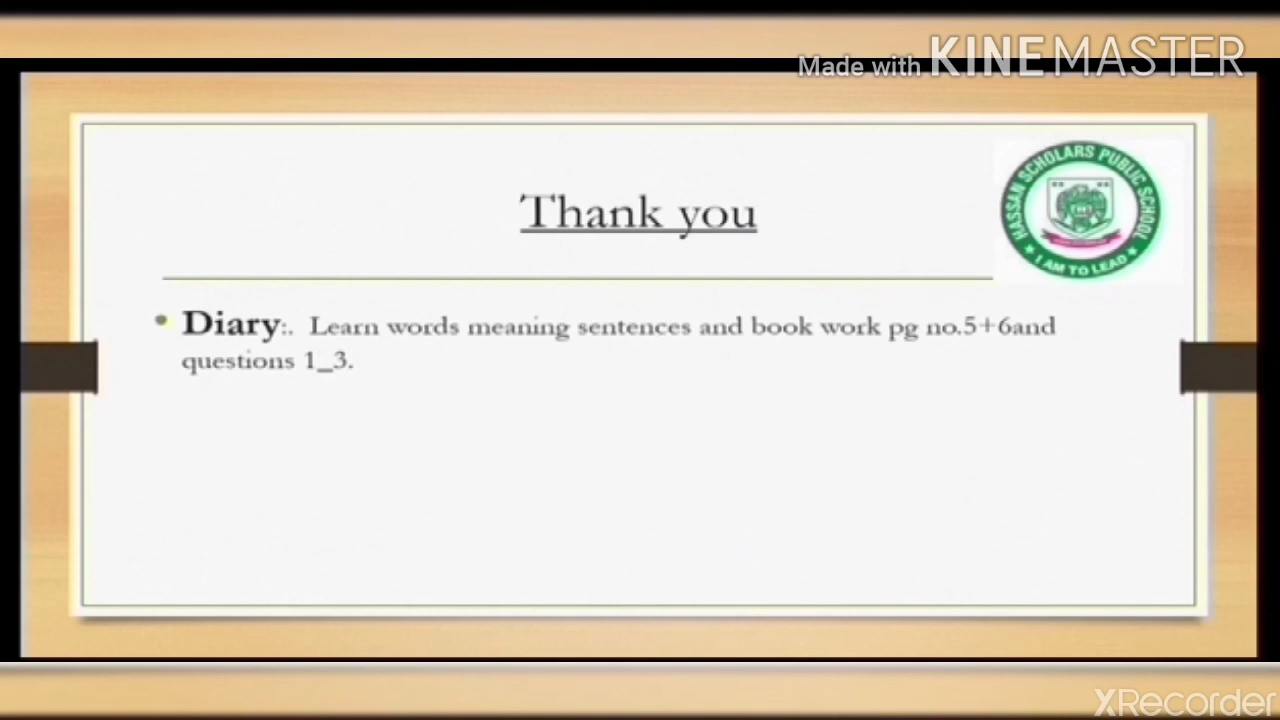 Made with KINEMASTER
HASSAN SCHOLARS PUBLIC SCHOOL
I AM TO LEAD
Thank you
• Diary:. Learn words meaning sentences and book work pg no.5+6and
questions 1_3.
XRecorder